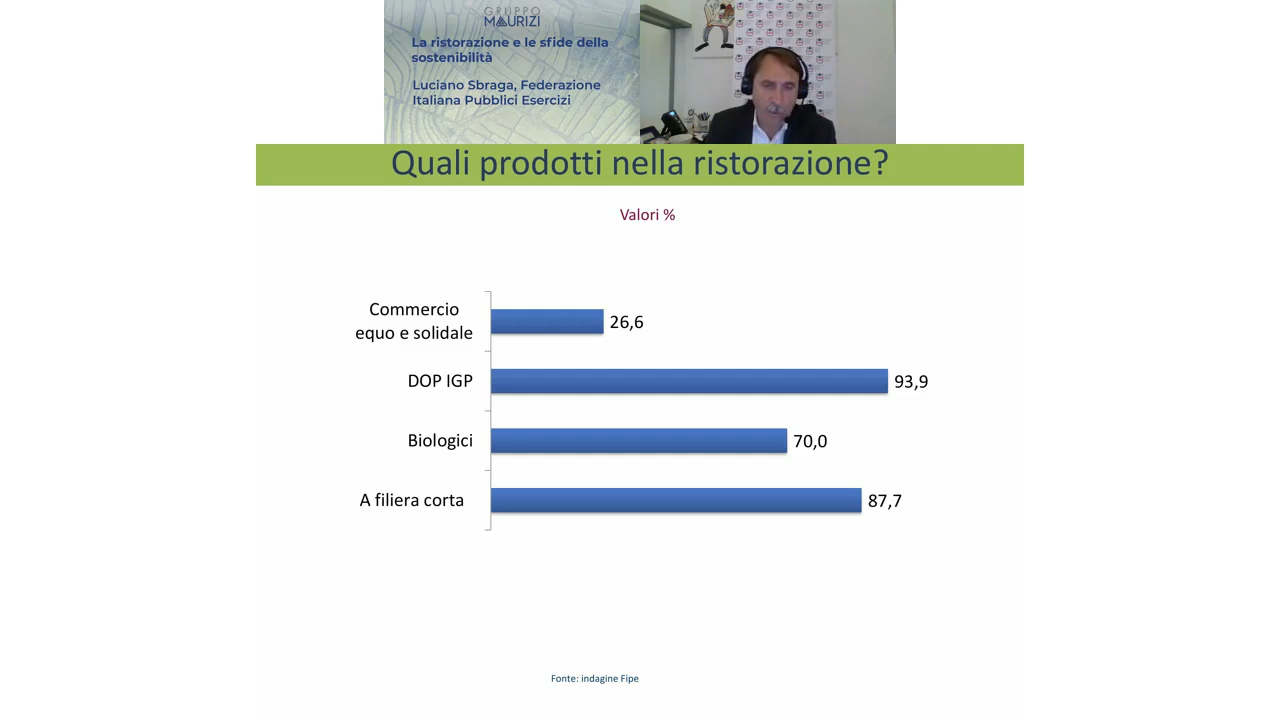 GRUPPO
MAURIZI
La ristorazione e le sfide della
sostenibilità
Luciano Sbraga, Federazione
Italiana Pubblici Esercizi
Quali prodotti nella ristorazione?
Valori %
Commercio
equo e solidale
26,6
DOP IGP
93,9
Biologici
70,0
A filiera corta
87,7
Fonte: indagine Fipe